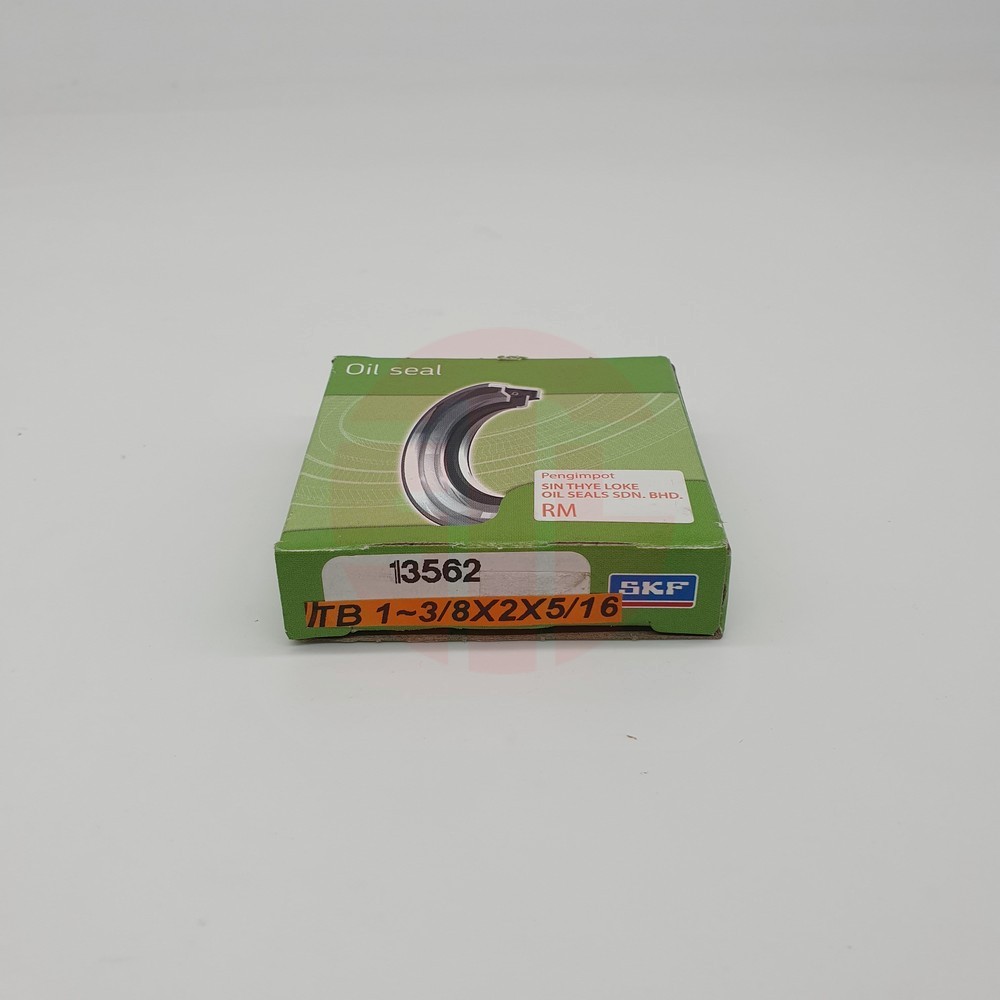 Oil seal
Pengimpot
SIN THYE LOKE
OIL SEALS SDN. BHD.
RM
13562
SKF
TB 1~3/8X2X5/16